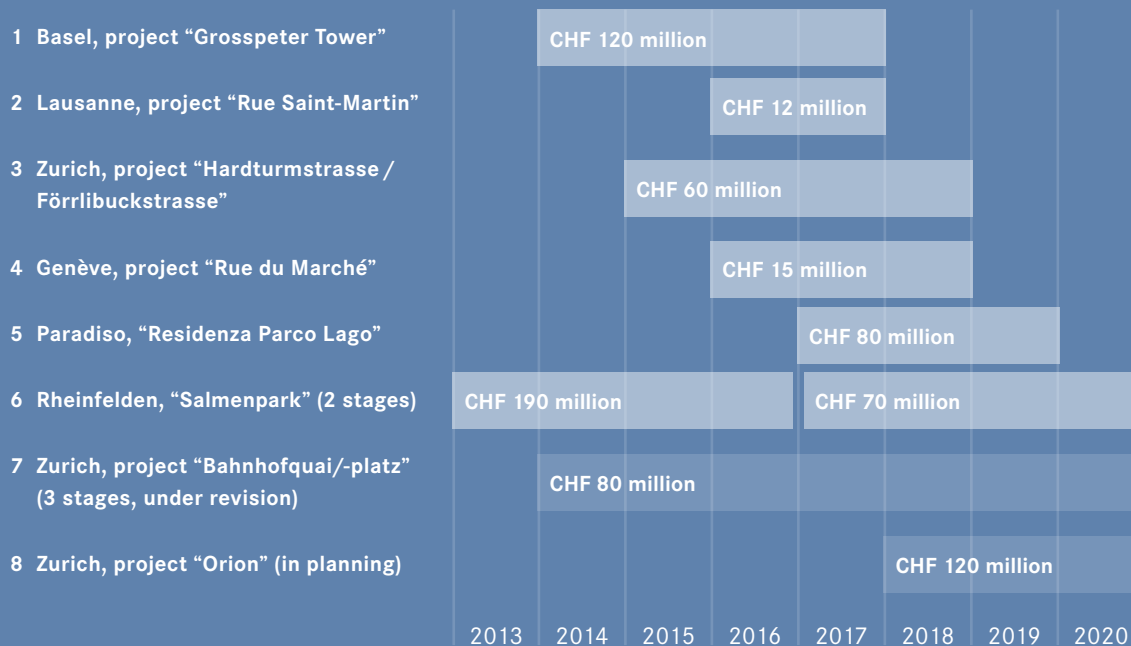 1 Basel, project “Grosspeter Tower” CHF 120 million
2 Lausanne, project “Rue Saint-Martin” CHF 12 million
3 Zurich, project “Hardturmstrasse / CHF 60 million
Förrlibuckstrasse”
4 Genève, project “Rue du Marché” CHF 15 million
5 Paradiso, “Residenza Parco Lago” CHF 80 million
6 Rheinfelden, “Salmenpark” (2 stages) CHF 190 million CHF 70 million
7 Zurich, project “Bahnhofquai/-platz” CHF 80 million
(3 stages, under revision)
8 Zurich, project “Orion” (in planning) CHF 120 million
2013 2014 2015 2016 2017 2018 2019 2020